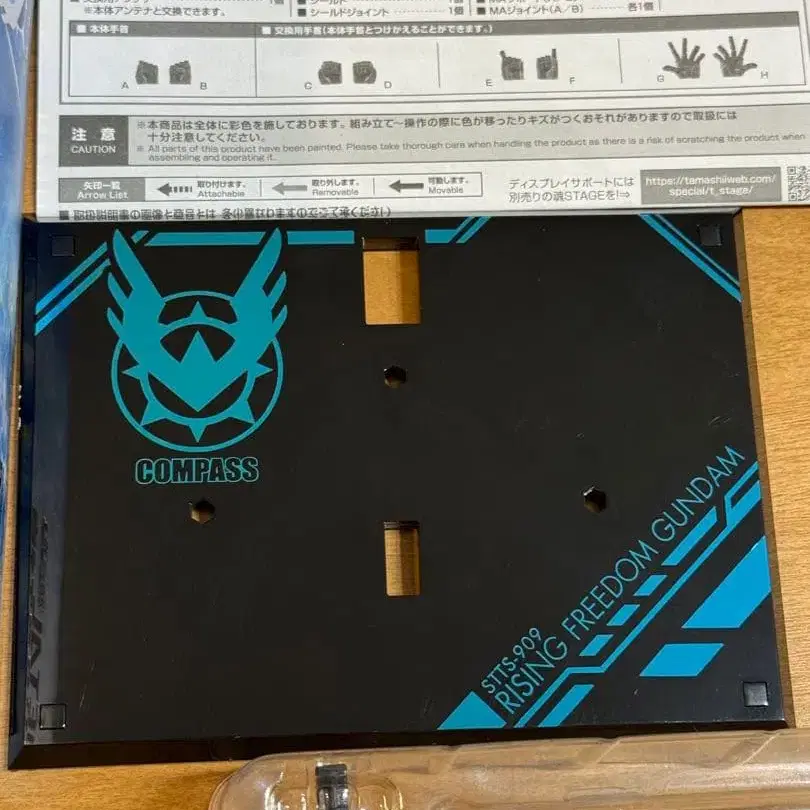 ※本体アンテナと交換できます。
■ シールド 1個
■ シールドジョイント 1個
■ MAジョイント(A/B) 各1個
■ 本体手首
■ 交換用手首(本体手首とつけかえることができます。)
A B C D E F G H
注 意
CAUTION
※本商品は全体に彩色を施しております。組み立て〜操作の際に色が移ったりキズがつくおそれがありますので取扱には
十分注意してください。
※ All parts of this product have been painted. Please take thorough care when handling the product as there is a risk of scratching the product when
assembling and operating it.
矢印一覧
Arrow List
取り付けます。
Attachable
取り外します。
Removable
可動します。
Movable
ディスプレイサポートには
別売りの魂STAGEを!⇨
https://tamashiiweb.com/
special/t_stage/
COMPASS
STTS-909
RISING FREEDOM GUNDAM